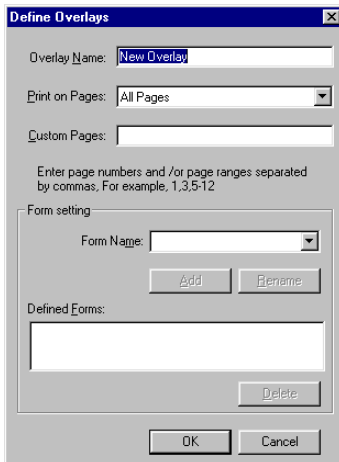 Define Overlays
Overlay Name: New Overlay
Print on Pages: All Pages
Custom Pages:
Enter page numbers and /or page ranges separated
by commas, For example, 1,3,5-12
Form setting
Form Name:
Add Rename
Defined Forms:
Delete
OK Cancel